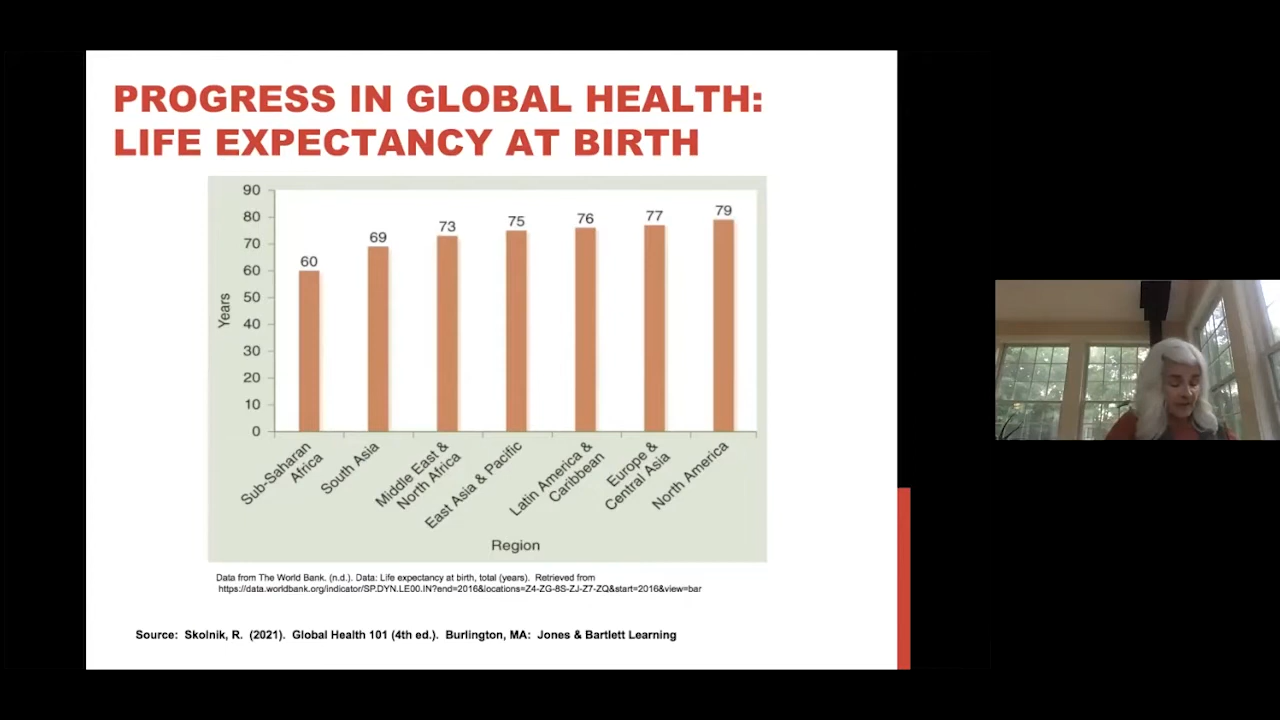 PROGRESS IN GLOBAL HEALTH:
LIFE EXPECTANCY AT BIRTH
90
80
70
60
50
40
30
20
10
0
Years
60
69
73
75
76
77
79
Sub-Saharan
Africa
South Asia
Middle East &
North Africa
East Asia & Pacific
Latin America &
Caribbean
Europe &
Central Asia
North America
Region
Data from The World Bank. (n.d.). Data: Life expectancy at birth, total (years). Retrieved from
https://data.worldbank.org/indicator/SP.DYN.LE00.IN?end=2016&locations=Z4-ZG-8S-ZJ-Z7-ZQ&start=2016&view=bar
Source: Skolnik, R. (2021). Global Health 101 (4th ed.). Burlington, MA: Jones & Bartlett Learning